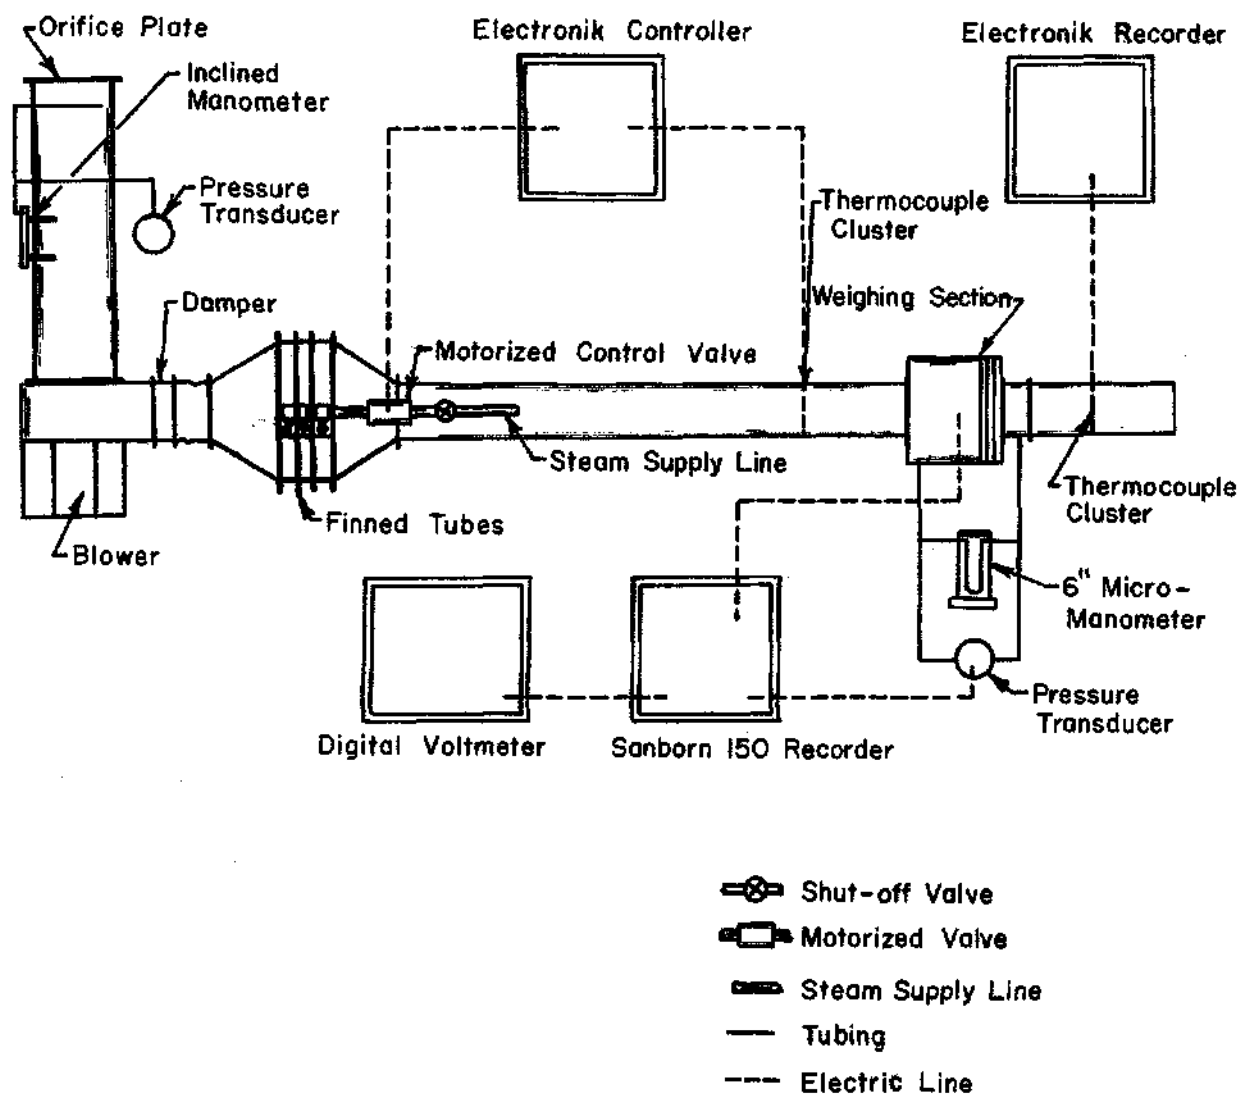 Orifice Plate
Inclined
Manometer
Pressure
Transducer
Damper
Electronik Controller
Electronik Recorder
Thermocouple
Cluster
Weighing Section
Motorized Control Valve
Steam Supply Line
Finned Tubes
Blower
Thermocouple
Cluster
6" Micro-
Manometer
Pressure
Transducer
Digital Voltmeter
Sanborn 150 Recorder
Shut-off Valve
Motorized Valve
Steam Supply Line
Tubing
Electric Line